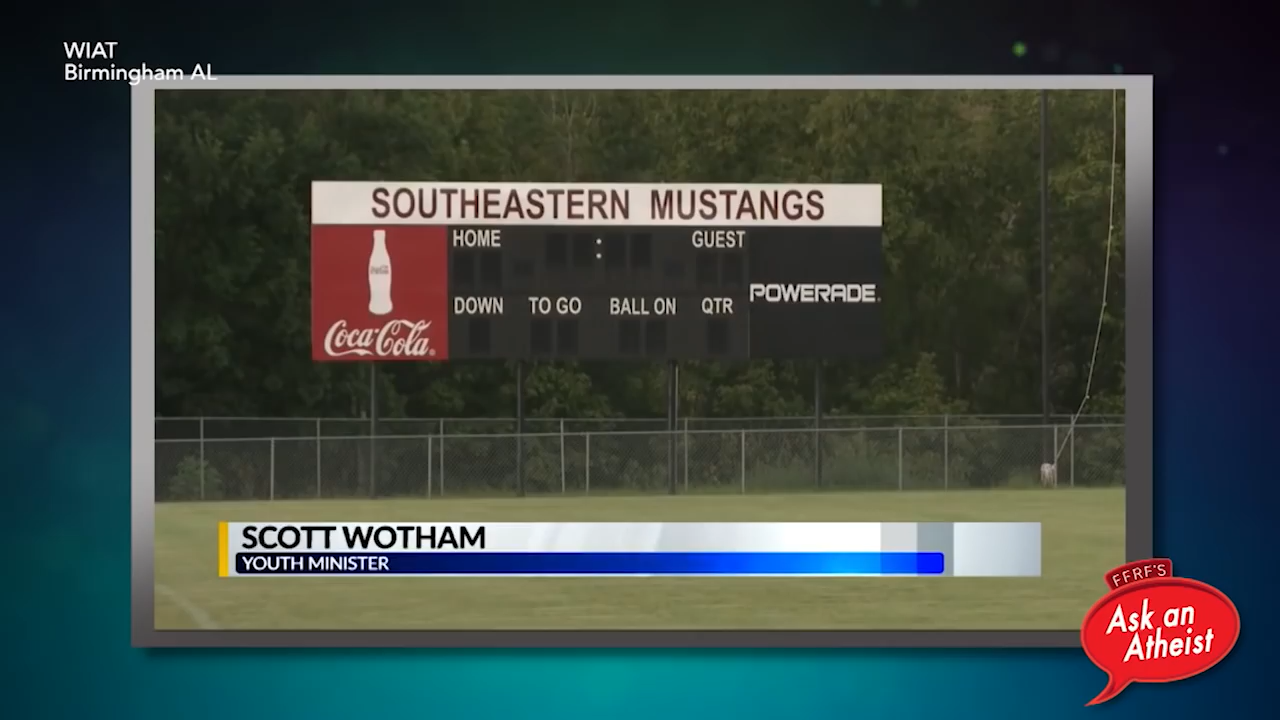 WIAT
Birmingham AL
SOUTHEASTERN MUSTANGS
HOME
GUEST
DOWN
TO GO
BALL ON
QTR
Coca-Cola
POWERADE
SCOTT WOTHAM
YOUTH MINISTER
FFRF'S
Ask an
Atheist